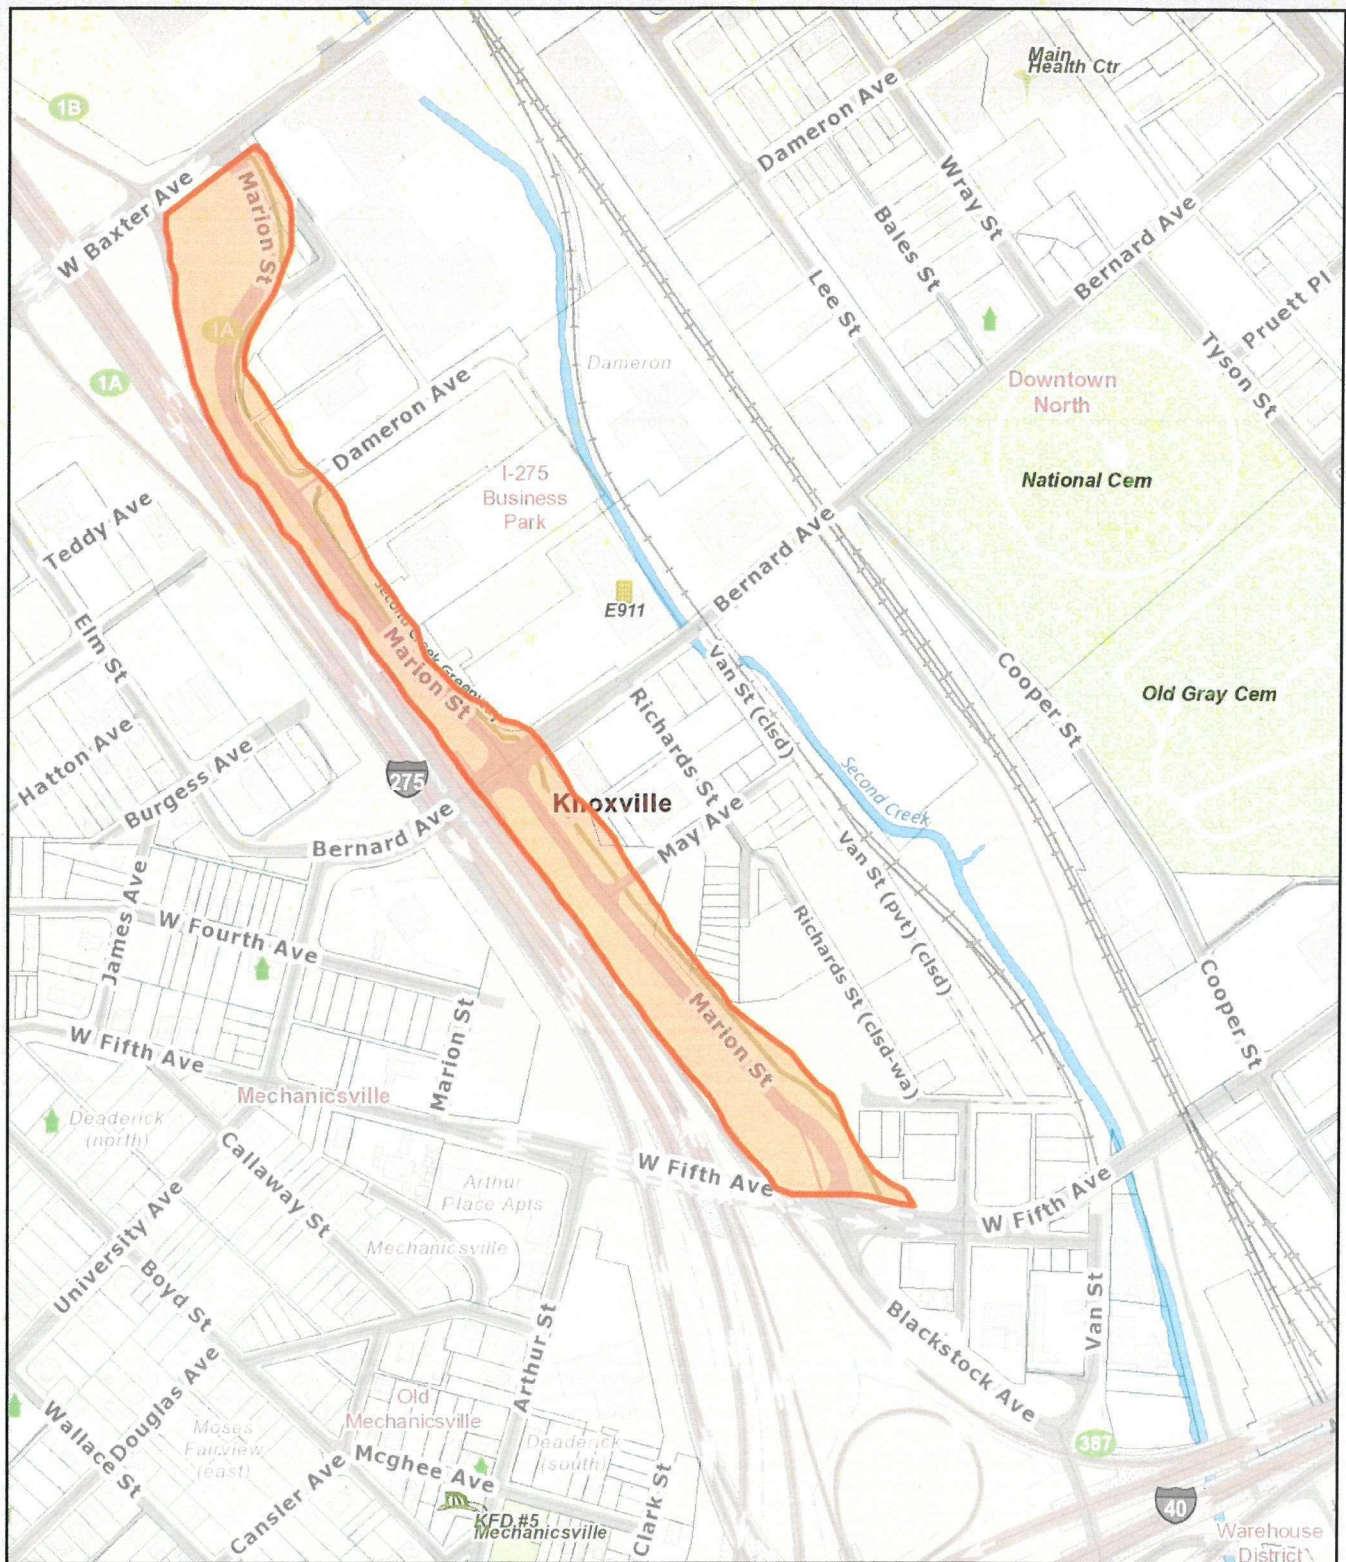 Main
Health Ctr
1B
Dameron Ave
W Baxter Ave
Marion St
Wray St
Bales St
Bernard Ave
Lee St
Pruett Pl
Tyson St
1A
1A
Dameron
Downtown
North
Dameron Ave
I-275
Business
Park
National Cem
Teddy Ave
Bernard Ave
E911
Elm St
Second Creek
Marion St
Van St (clsd)
Cooper St
Old Gray Cem
Richards St
Hatton Ave
Burgess Ave
275
Knoxville
Second Creek
May Ave
Bernard Ave
Van St (pvt) (clsd)
James Ave
W Fourth Ave
Richards St (clsd-wa)
Marion St
Marion St
Cooper St
W Fifth Ave
Mechanicsville
Deaderick
(north)
Callaway St
W Fifth Ave
Arthur
Place Apts
W Fifth Ave
University Ave
Mechanicsville
Boyd St
Van St
Arthur St
Blackstock Ave
Douglas Ave
Old
Mechanicsville
Wallace St
Moses
Fairview
(east)
Deaderick
(south)
387
Mcghee Ave
Cansler Ave
Clark St
40
KFD #5
Mechanicsville
Warehouse
District